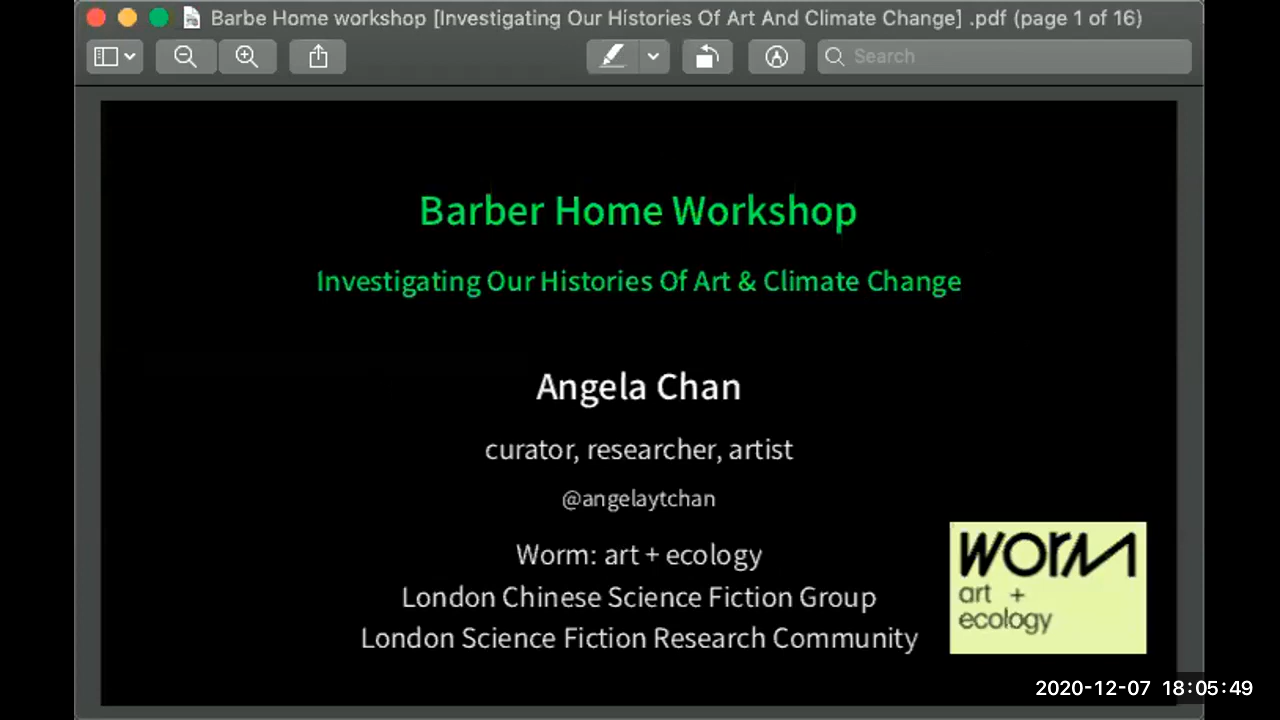 Barbe Home workshop [Investigating Our Histories Of Art And Climate Change] .pdf (page 1 of 16)
Search
Barber Home Workshop
Investigating Our Histories Of Art & Climate Change
Angela Chan
curator, researcher, artist
@angelaytchan
Worm: art + ecology
London Chinese Science Fiction Group
London Science Fiction Research Community
worm
art +
ecology
2020-12-07 18:05:49